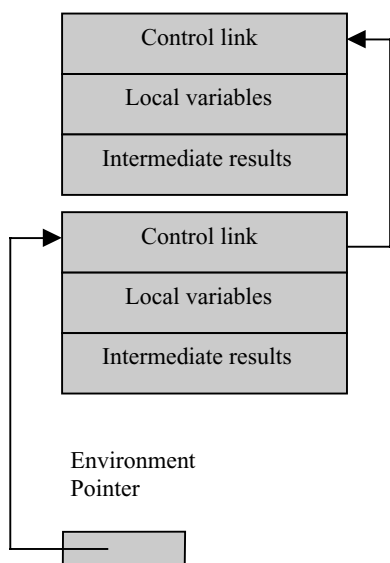 Control link
Local variables
Intermediate results
Control link
Local variables
Intermediate results
Environment
Pointer